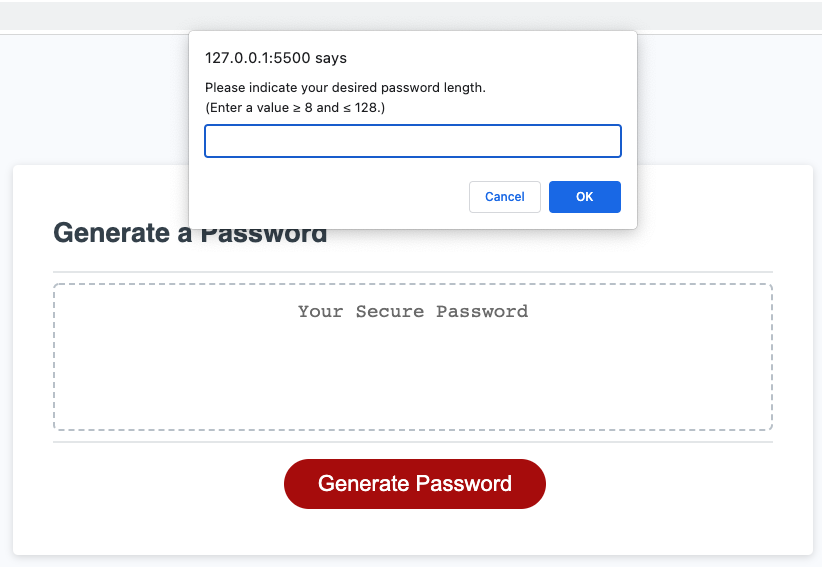 127.0.0.1:5500 says
Please indicate your desired password length.
(Enter a value ≥ 8 and ≤ 128.)
Cancel
OK
Generate a Password
Your Secure Password
Generate Password